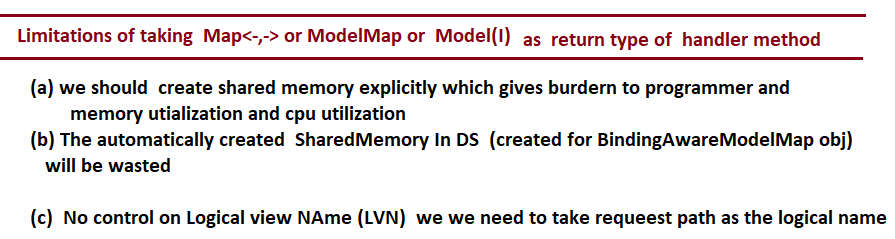 Limitations of taking Map<-,-> or ModelMap or Model(I) as return type of handler method
(a) we should create shared memory explicitly which gives burdern to programmer and
memory utialization and cpu utilization
(b) The automatically created SharedMemory In DS (created for BindingAwareModelMap obj)
will be wasted
(c) No control on Logical view NAme (LVN) we we need to take requeest path as the logical name